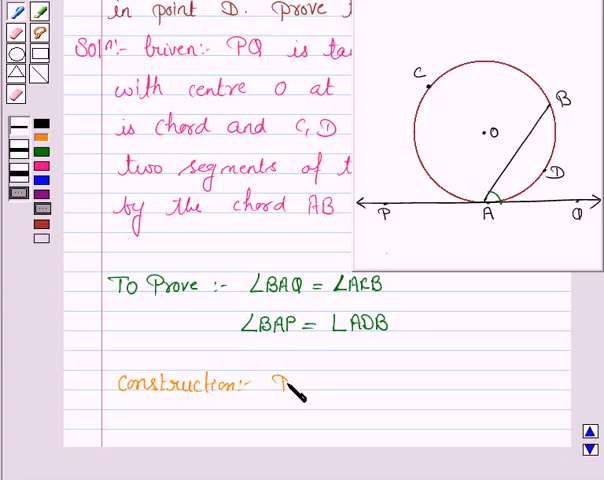 in point D. Prove
Solⁿ:- Given:- PQ is ta
with centre O at
is chord and C, D
two segments of t
by the chord AB
To Prove :- ∠BAQ = ∠ACB
∠BAP = ∠ADB
Construction:-
C
B
O
D
P
A
Q